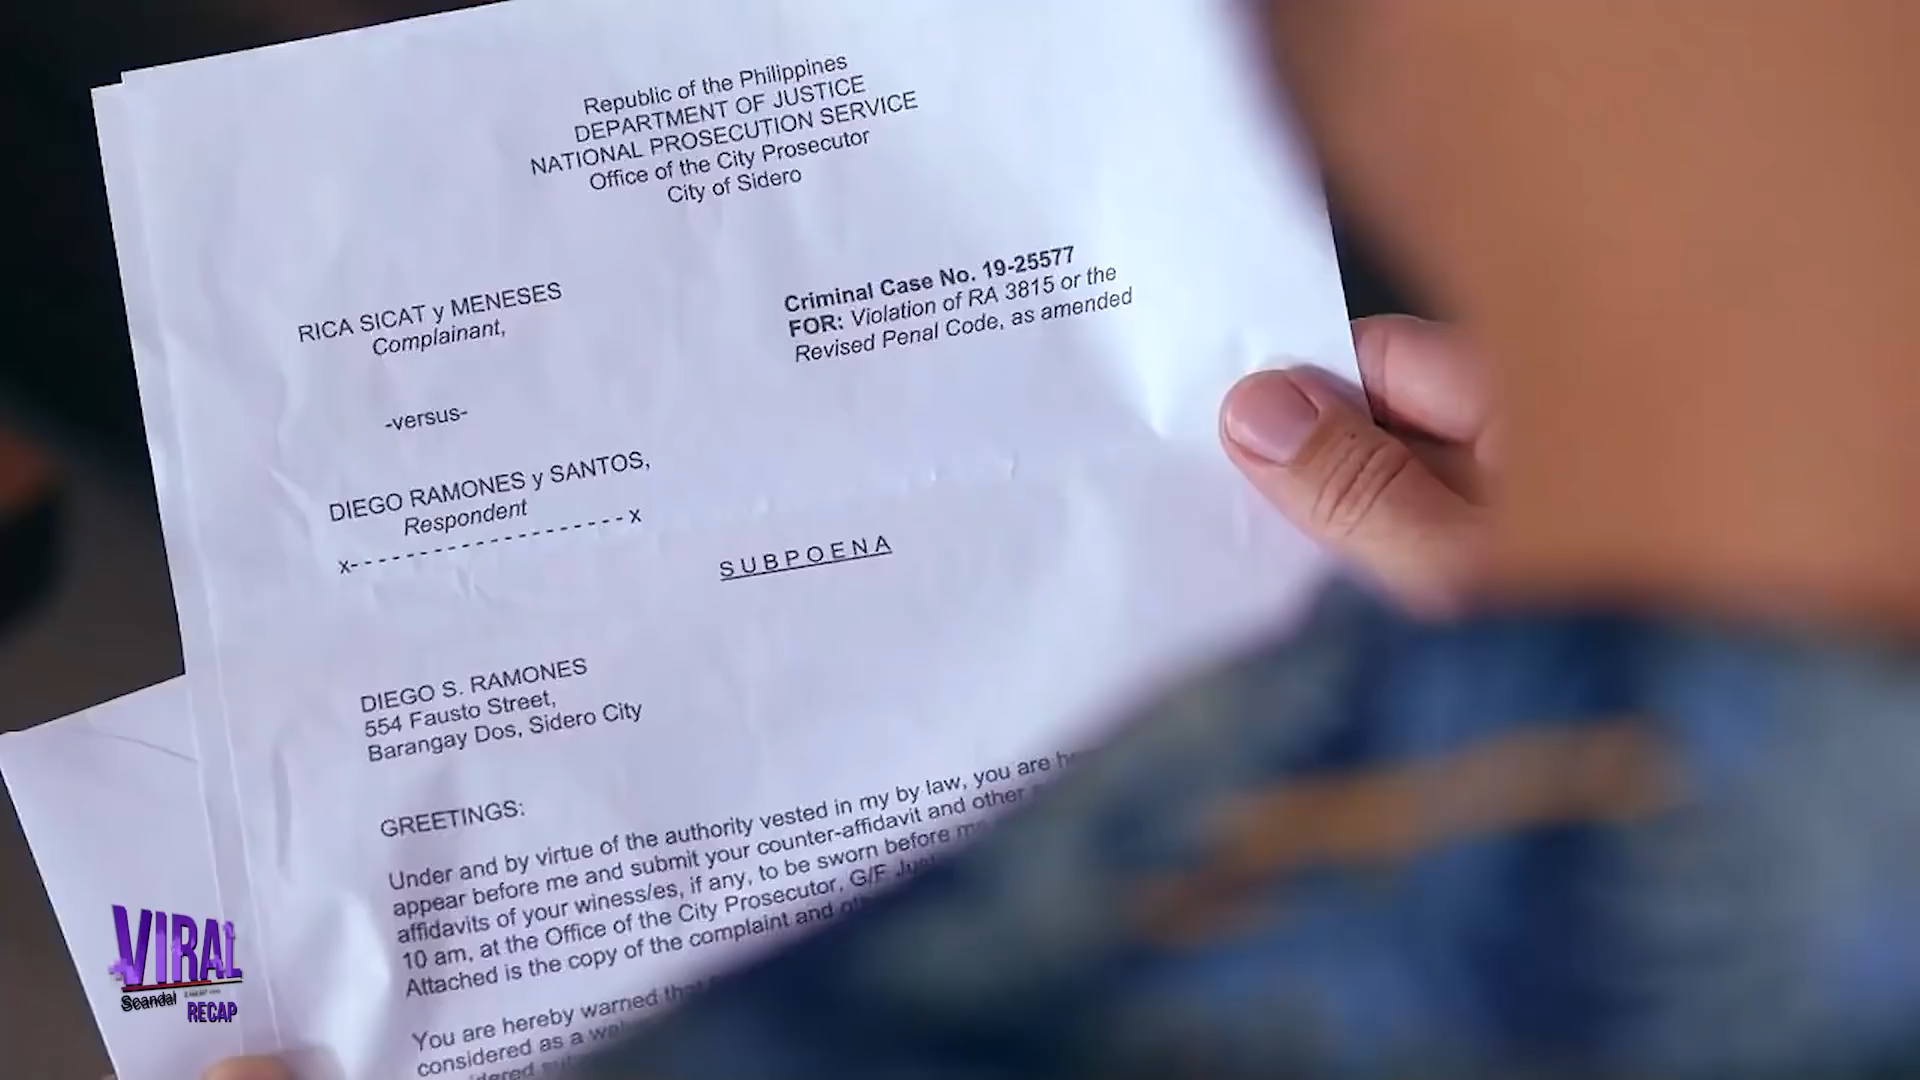 Republic of the Philippines
DEPARTMENT OF JUSTICE
NATIONAL PROSECUTION SERVICE
Office of the City Prosecutor
City of Sidero
RICA SICAT y MENESES
Complainant,
Criminal Case No. 19-25577
FOR: Violation of RA 3815 or the
Revised Penal Code, as amended
-versus-
DIEGO RAMONES y SANTOS,
Respondent
x- - - - - - - - - - - - - - - - - - - x
SUBPOENA
DIEGO S. RAMONES
554 Fausto Street,
Barangay Dos, Sidero City
GREETINGS:
Under and by virtue of the authority vested in my by law, you are
appear before me and submit your counter-affidavit and other
affidavits of your winess/es, if any, to be sworn before me
10 am, at the Office of the City Prosecutor, G/F
Attached is the copy of the complaint and
You are hereby warned that
considered as a
VIRAL
Scandal
RECAP